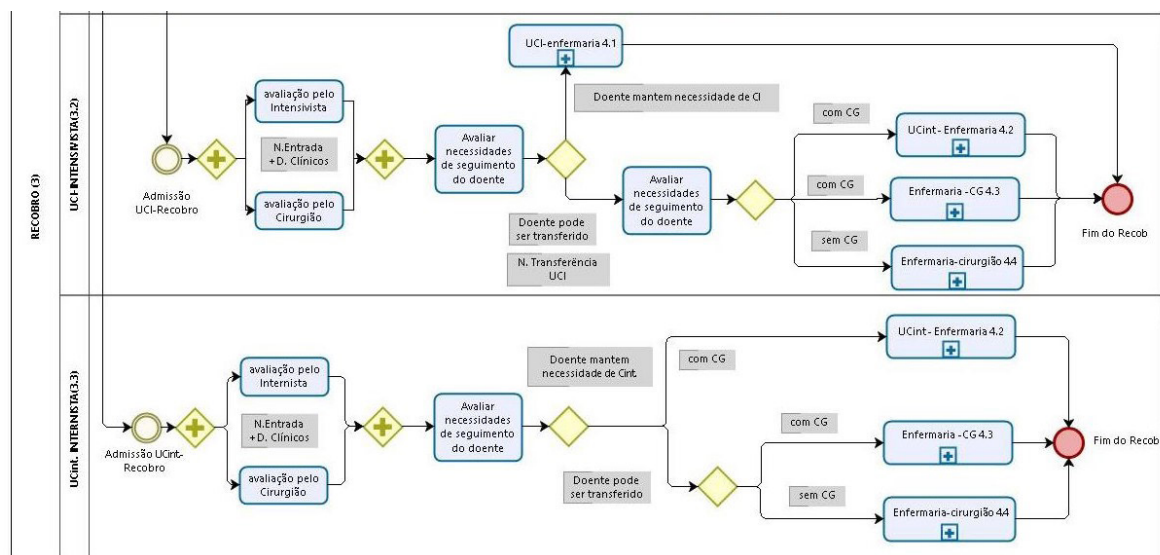 RECOBRO (3)
UCI-INTENSIVISTA(3.2)
Admissão
UCI-Recobro
avaliação pelo
Intensivista
N.Entrada
+D. Clínicos
avaliação pelo
Cirurgião
Avaliar
necessidades
de seguimento
do doente
UCI-enfermaria 4.1
Doente mantem necessidade de CI
Doente pode
ser transferido
N. Transferência
UCI
Avaliar
necessidades
de seguimento
do doente
com CG
UCint- Enfermaria 4.2
com CG
Enfermaria -CG 4.3
sem CG
Enfermaria-cirurgião 4.4
Fim do Recob
UCint. INTERNISTA(3.3)
Admissão UCint-
Recobro
avaliação pelo
Internista
N.Entrada
+D. Clínicos
avaliação pelo
Cirurgião
Avaliar
necessidades
de seguimento
do doente
Doente mantem
necessidade de Cint.
Doente pode
ser transferido
com CG
UCint- Enfermaria 4.2
com CG
Enfermaria -CG 4.3
sem CG
Enfermaria-cirurgião 4.4
Fim do Recob